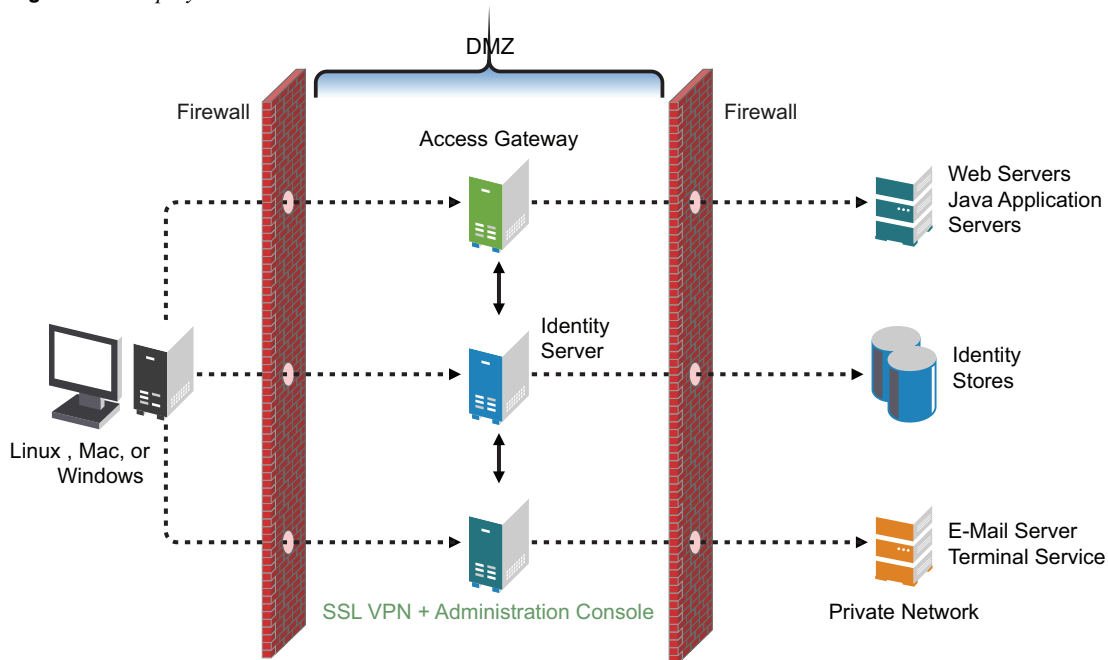 DMZ
Firewall
Firewall
Access Gateway
Web Servers
Java Application
Servers
Identity
Server
Identity
Stores
Linux , Mac, or
Windows
E-Mail Server
Terminal Service
SSL VPN + Administration Console
Private Network